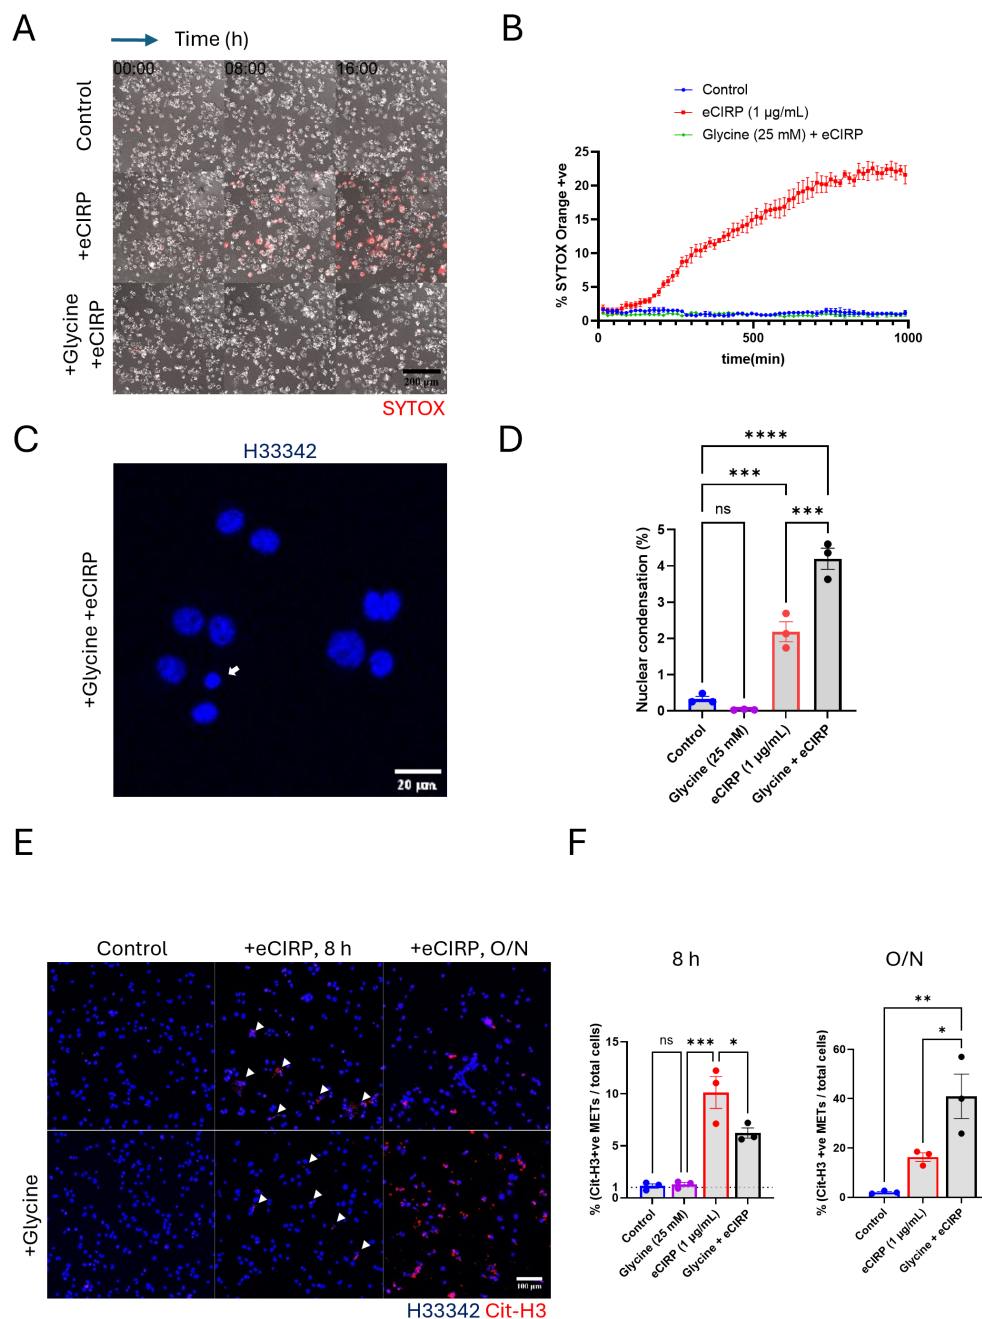 A
Time (h)
00:00
08:00
16:00
Control
+eCIRP
+Glycine
+eCIRP
200 μm
SYTOX
B
Control
eCIRP (1 µg/mL)
Glycine (25 mM) + eCIRP
% SYTOX Orange +ve
25
20
15
10
5
0
0
500
1000
time(min)
C
H33342
+Glycine +eCIRP
20 μm
D
****
***
ns
***
Nuclear condensation (%)
5
4
3
2
1
0
Control
Glycine (25 mM)
eCIRP (1 µg/mL)
Glycine + eCIRP
E
Control
+eCIRP, 8 h
+eCIRP, O/N
+Glycine
100 μm
H33342 Cit-H3
F
8 h
% (Cit-H3+ve METs / total cells)
ns
***
*
15
10
5
1
0
Control
Glycine (25 mM)
eCIRP (1 µg/mL)
Glycine + eCIRP
O/N
% (Cit-H3 +ve METs / total cells)
**
*
60
40
20
0
Control
eCIRP (1 µg/mL)
Glycine + eCIRP